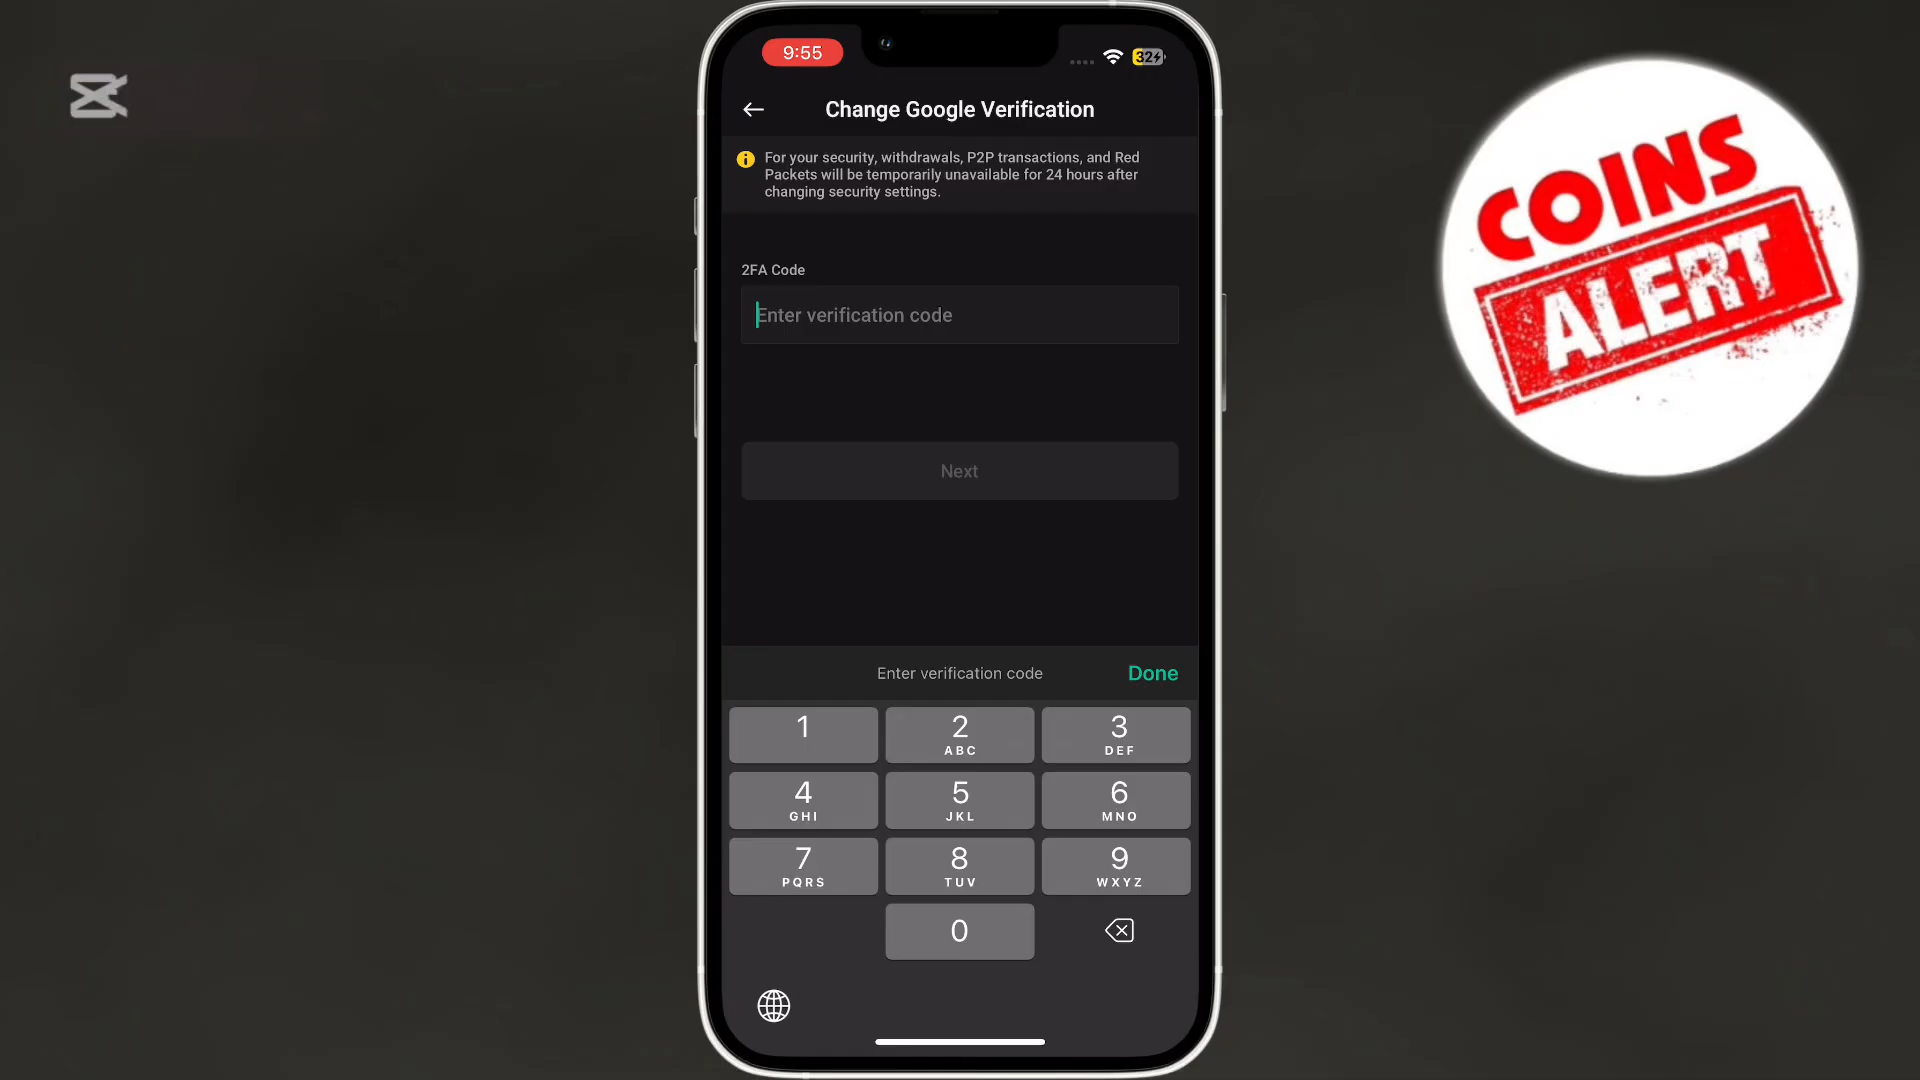 9:55
32
Change Google Verification
For your security, withdrawals, P2P transactions, and Red
Packets will be temporarily unavailable for 24 hours after
changing security settings.
2FA Code
Enter verification code
Next
Enter verification code
Done
1
2
ABC
3
DEF
4
GHI
5
JKL
6
MNO
7
PQRS
8
TUV
9
WXYZ
0
COINS
ALERT